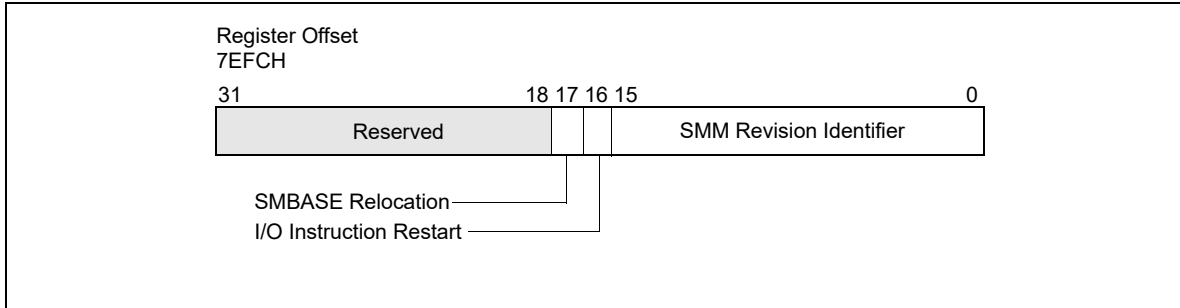 Register Offset
7EFCH
31 18 17 16 15 0
Reserved SMM Revision Identifier
SMBASE Relocation
I/O Instruction Restart